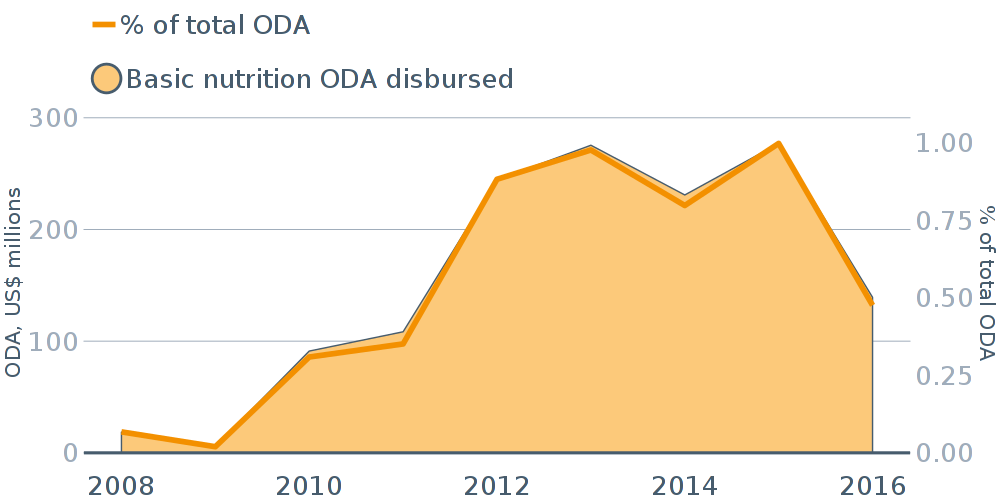 % of total ODA
Basic nutrition ODA disbursed
300
200
100
0
ODA, US$ millions
1.00
0.75
0.50
0.25
0.00
% of total ODA
2008 2010 2012 2014 2016